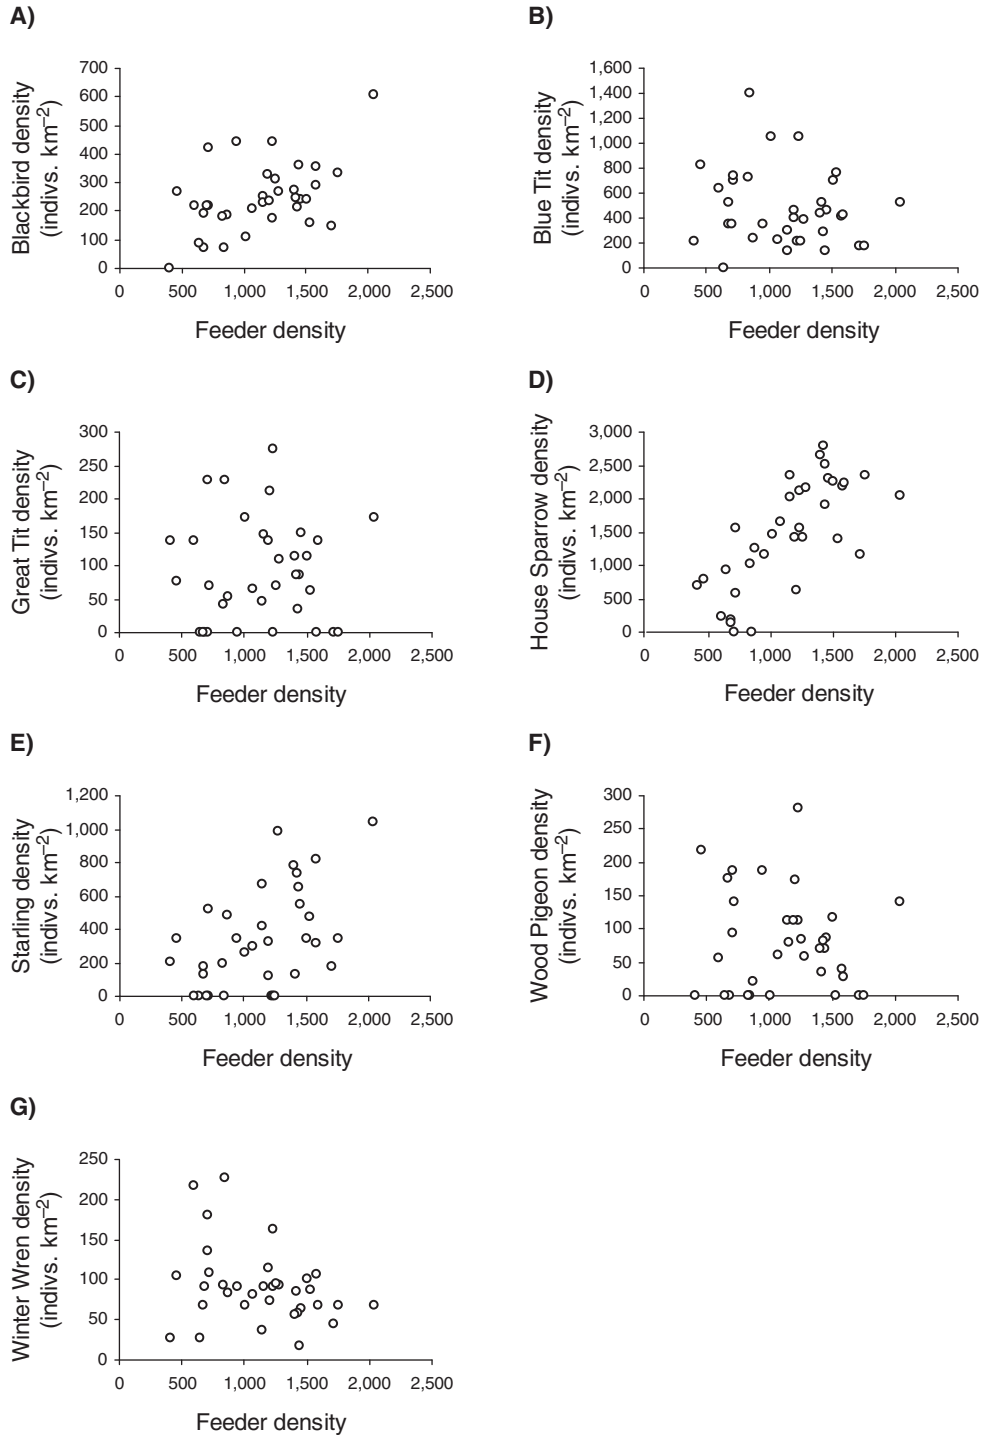 A)
Blackbird density
(indivs. km⁻²)
700
600
500
400
300
200
100
0
0 500 1,000 1,500 2,000 2,500
Feeder density
B)
Blue Tit density
(indivs. km⁻²)
1,600
1,400
1,200
1,000
800
600
400
200
0
0 500 1,000 1,500 2,000 2,500
Feeder density
C)
Great Tit density
(indivs. km⁻²)
300
250
200
150
100
50
0
0 500 1,000 1,500 2,000 2,500
Feeder density
D)
House Sparrow density
(indivs. km⁻²)
3,000
2,500
2,000
1,500
1,000
500
0
0 500 1,000 1,500 2,000 2,500
Feeder density
E)
Starling density
(indivs. km⁻²)
1,200
1,000
800
600
400
200
0
0 500 1,000 1,500 2,000 2,500
Feeder density
F)
Wood Pigeon density
(indivs. km⁻²)
300
250
200
150
100
50
0
0 500 1,000 1,500 2,000 2,500
Feeder density
G)
Winter Wren density
(indivs. km⁻²)
250
200
150
100
50
0
0 500 1,000 1,500 2,000 2,500
Feeder density